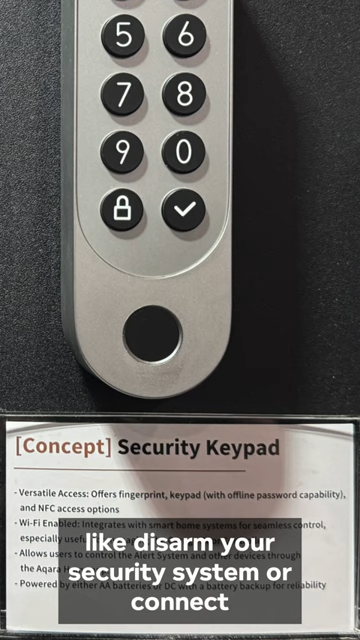 5 6
7 8
9 0
[Concept] Security Keypad
- Versatile Access: Offers fingerprint, keypad (with offline password capability),
and NFC access options
- Wi-Fi Enabled: Integrates with smart home systems for seamless control,
especially usef
- Allows users to control the Alert System and other devices through
the Aqara H
- Powered by either AA batteries or DC with a battery backup for reliability
like disarm your
security system or
connect